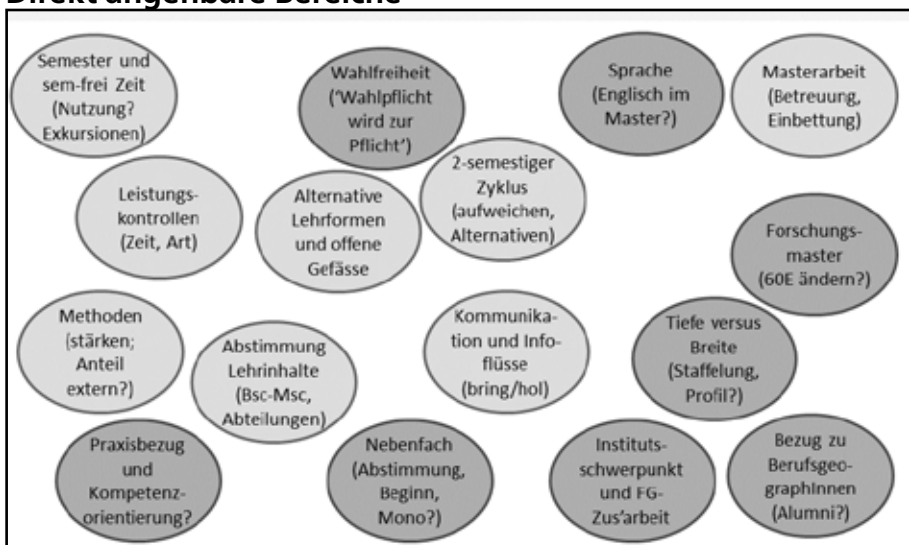 Direkt angehbare Bereiche
Semester und
sem-frei Zeit
(Nutzung?
Exkursionen)
Wahlfreiheit
('Wahlpflicht
wird zur
Pflicht')
Sprache
(Englisch im
Master?)
Masterarbeit
(Betreuung,
Einbettung)
Leistungs-
kontrollen
(Zeit, Art)
Alternative
Lehrformen
und offene
Gefässe
2-semestiger
Zyklus
(aufweichen,
Alternativen)
Forschungs-
master
(60E ändern?)
Methoden
(stärken;
Anteil
extern?)
Abstimmung
Lehrinhalte
(Bsc-Msc,
Abteilungen)
Kommunika-
tion und Info-
flüsse
(bring/hol)
Tiefe versus
Breite
(Staffelung,
Profil?)
Praxisbezug
und
Kompetenz-
orientierung?
Nebenfach
(Abstimmung,
Beginn,
Mono?)
Instituts-
schwerpunkt
und FG-
Zus'arbeit
Bezug zu
Berufsgeo-
graphInnen
(Alumni?)